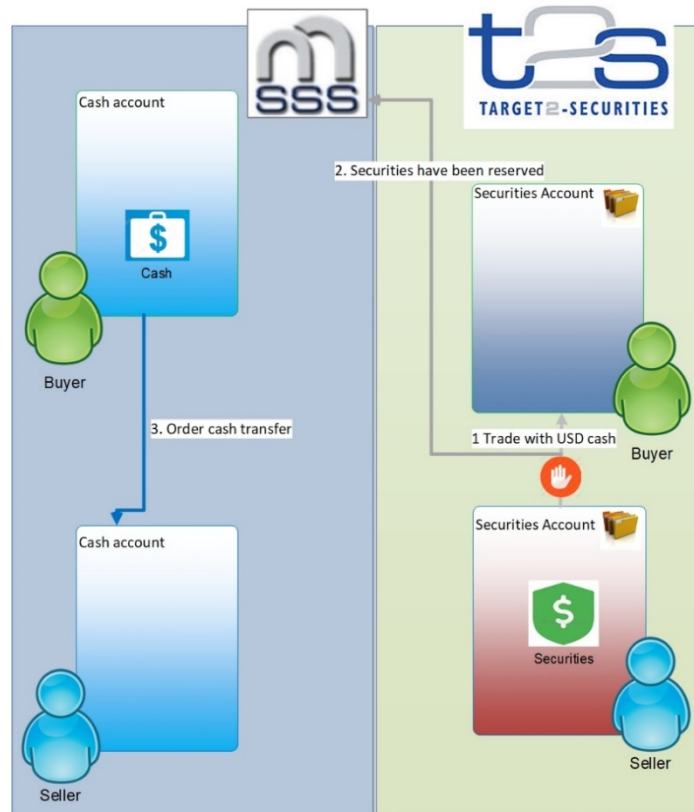 m
sss
t2s
TARGET2-SECURITIES
Cash account
$
Cash
Buyer
2. Securities have been reserved
Securities Account
Buyer
3. Order cash transfer
1 Trade with USD cash
Cash account
Seller
Securities Account
$
Securities
Seller